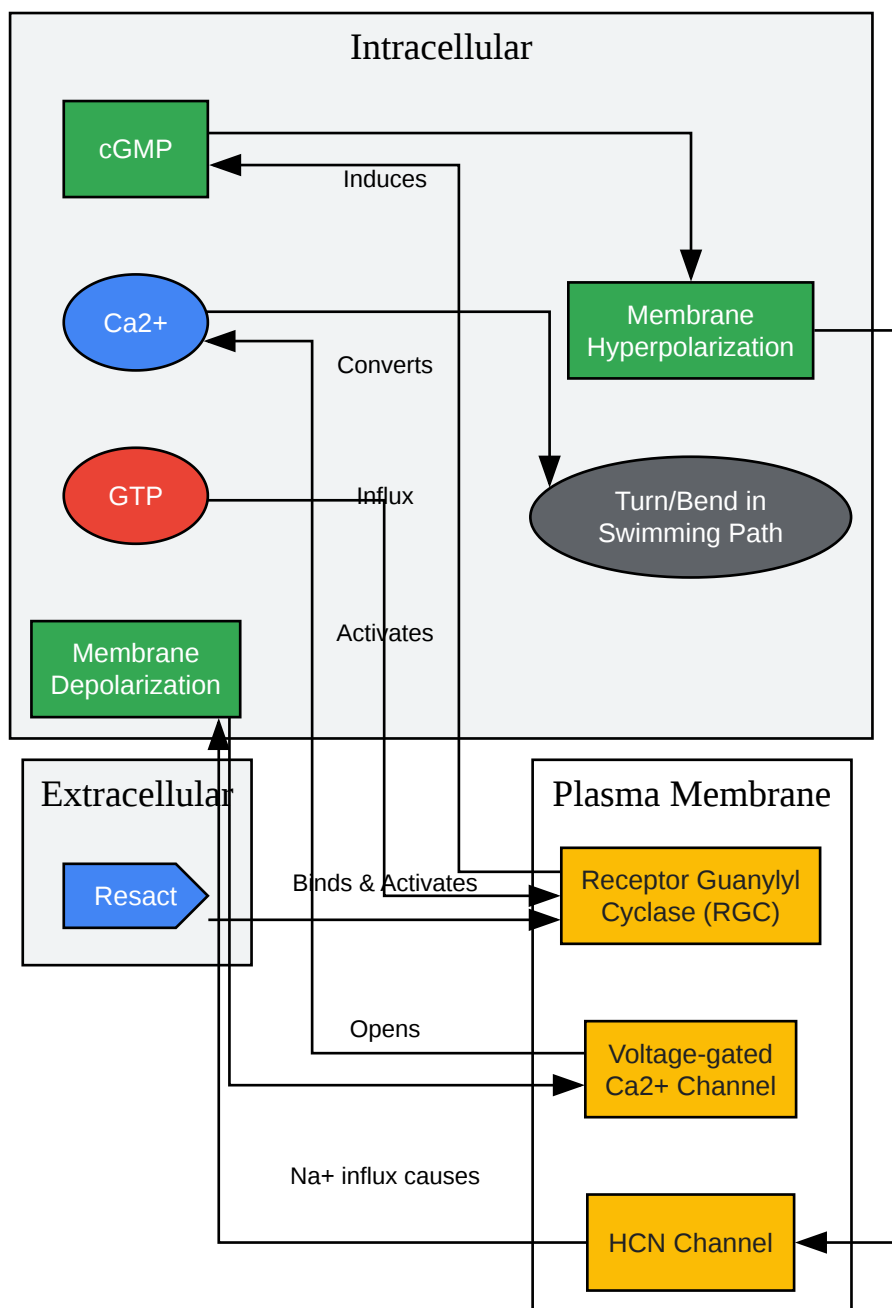 Intracellular
cGMP
Induces
Ca2+
Membrane
Hyperpolarization
Converts
GTP
Influx
Turn/Bend in
Swimming Path
Activates
Membrane
Depolarization
Extracellular
Plasma Membrane
Resact
Binds & Activates
Receptor Guanylyl
Cyclase (RGC)
Opens
Voltage-gated
Ca2+ Channel
Na+ influx causes
HCN Channel